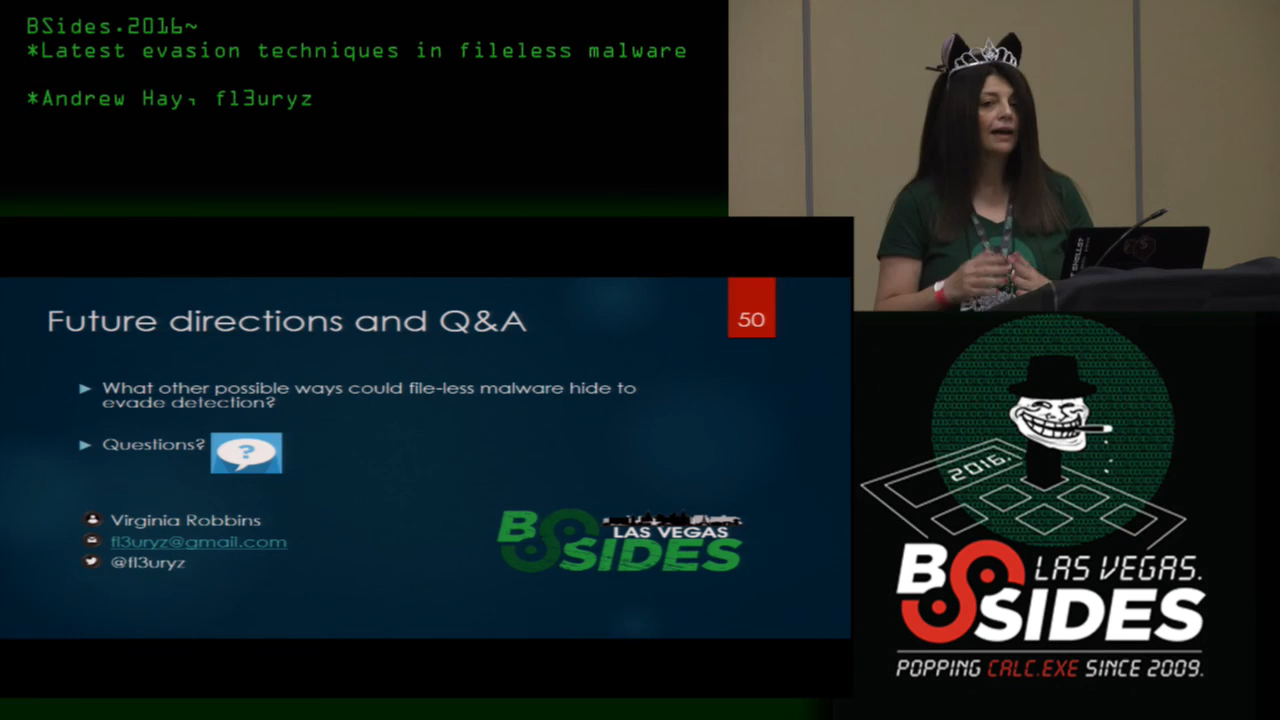 BSides.2016~
*Latest evasion techniques in fileless malware
*Andrew Hay, fl3uryz
Future directions and Q&A
50
What other possible ways could file-less malware hide to
evade detection?
Questions?
?
Virginia Robbins
fl3uryz@gmail.com
@fl3uryz
BSIDES
LAS VEGAS
2016.
BSIDES
LAS VEGAS.
POPPING CALC.EXE SINCE 2009.